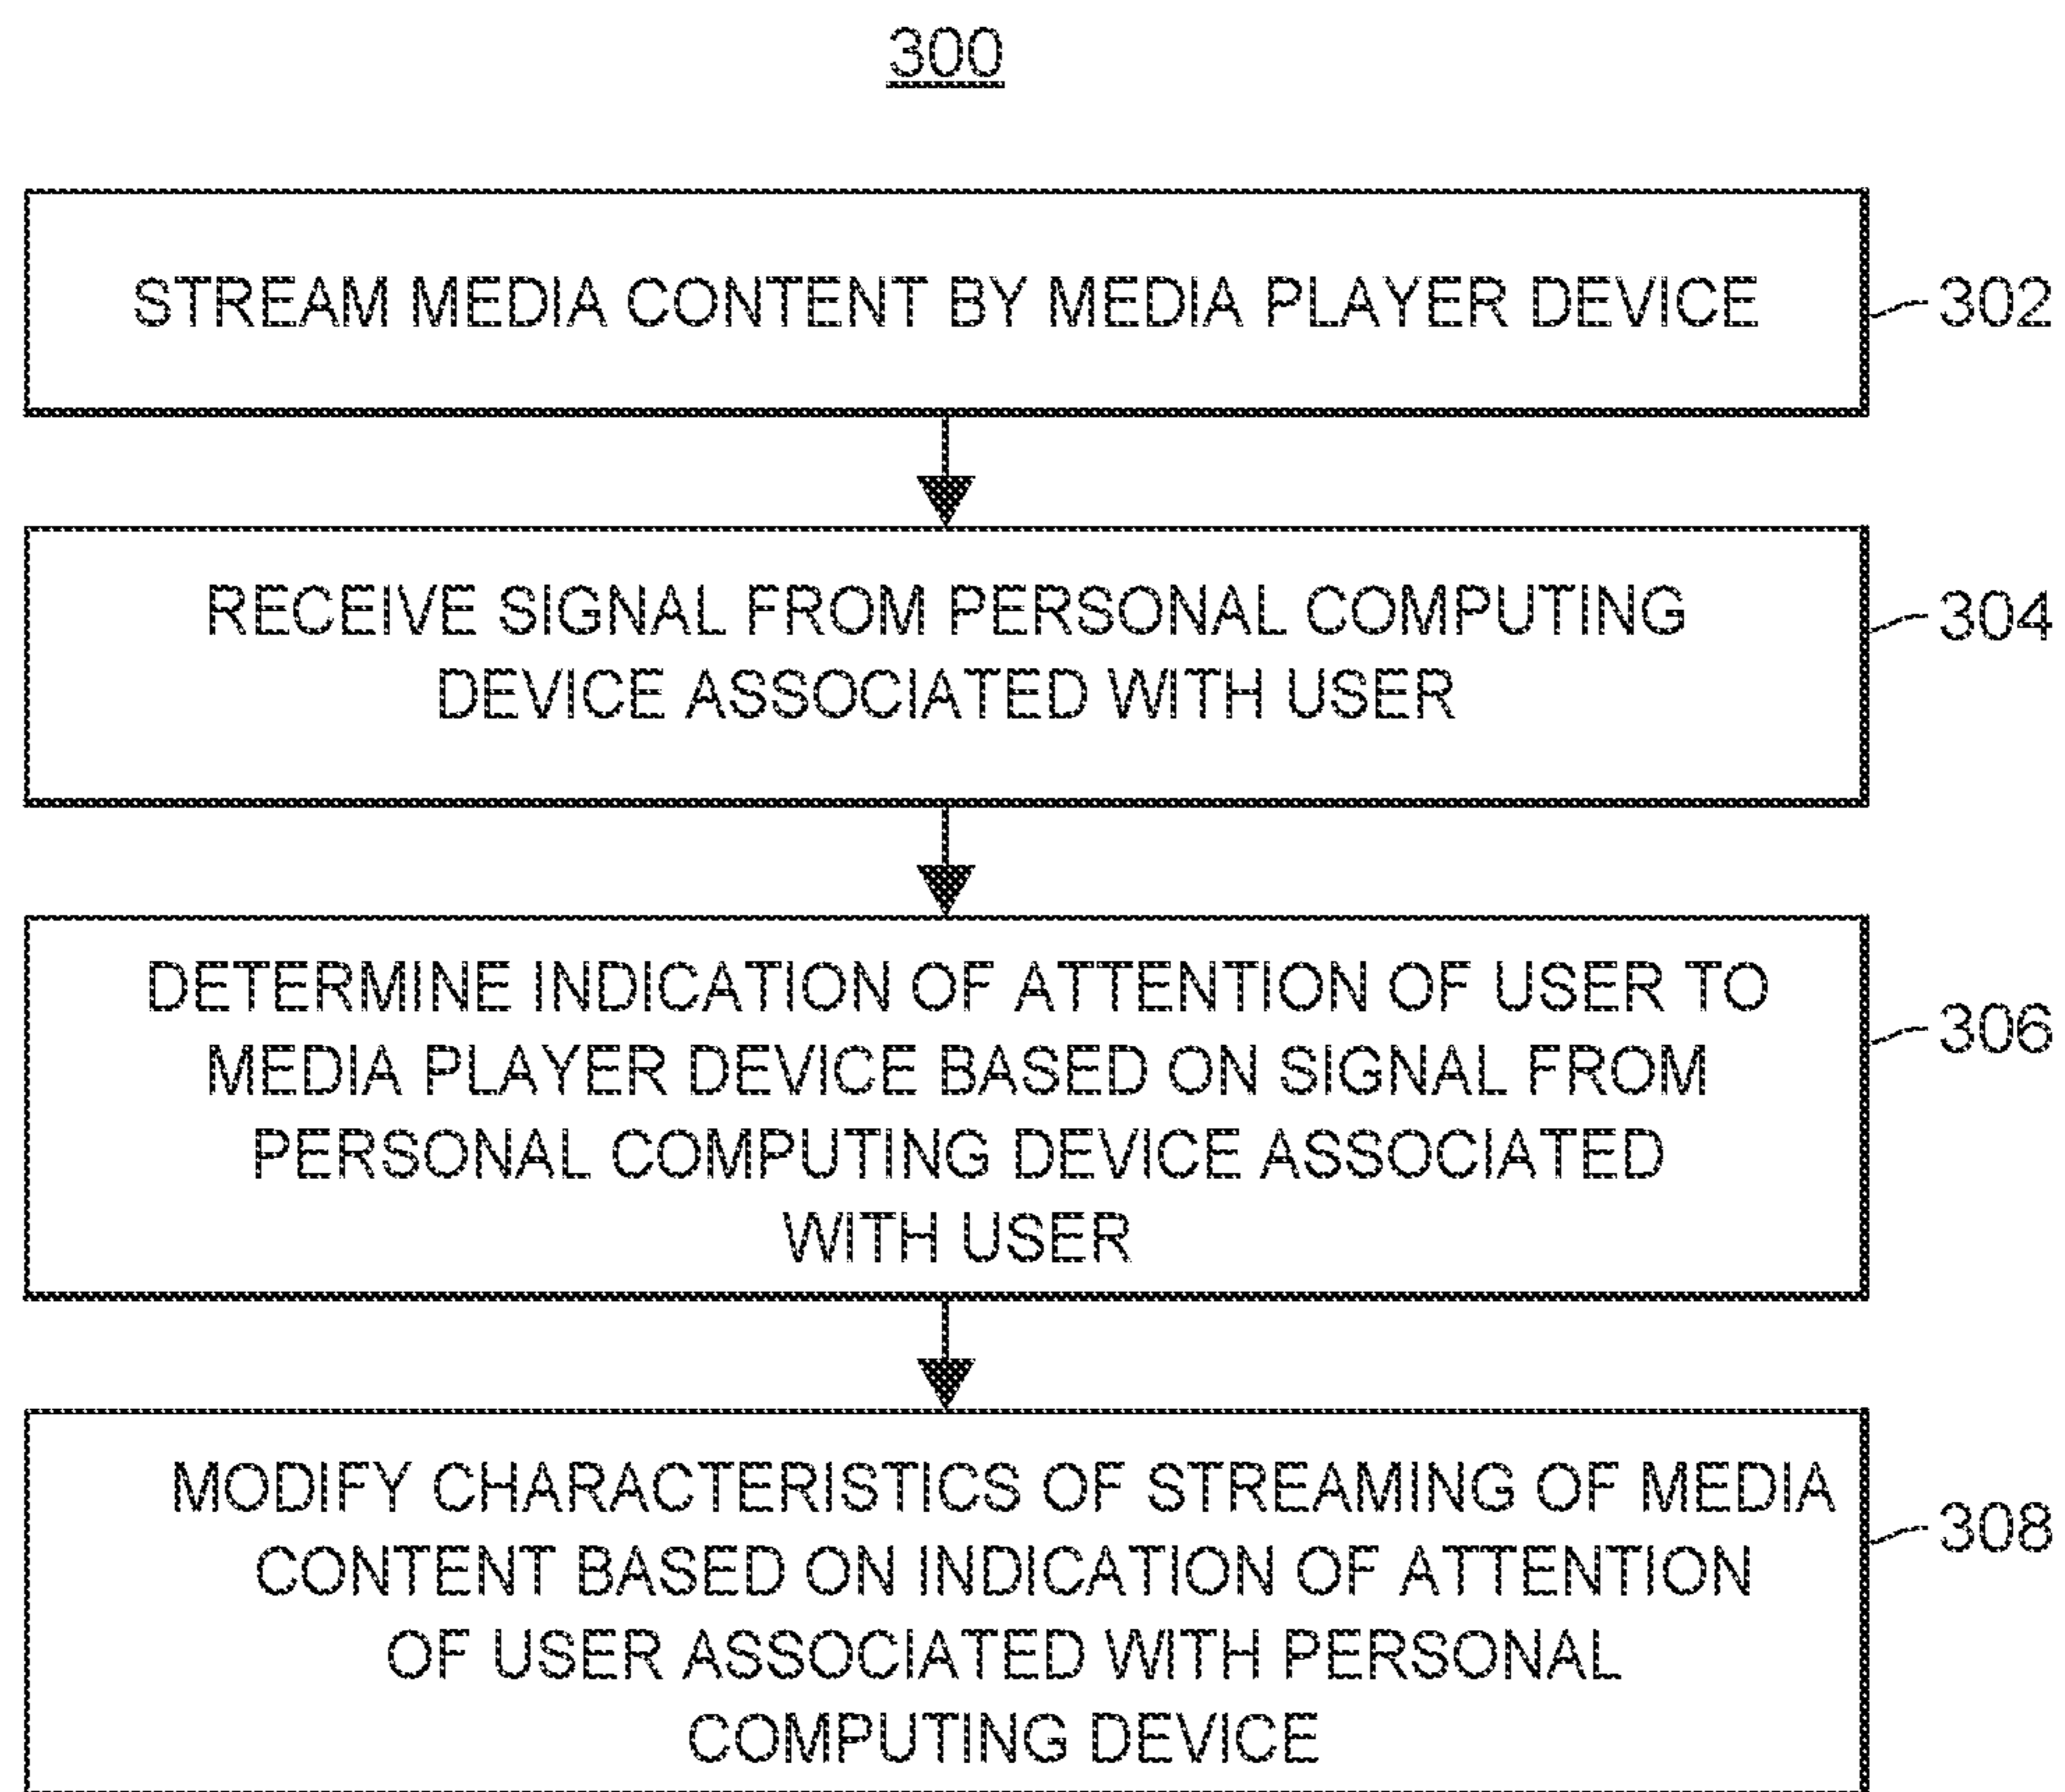 300
STREAM MEDIA CONTENT BY MEDIA PLAYER DEVICE
302
RECEIVE SIGNAL FROM PERSONAL COMPUTING
DEVICE ASSOCIATED WITH USER
304
DETERMINE INDICATION OF ATTENTION OF USER TO
MEDIA PLAYER DEVICE BASED ON SIGNAL FROM
PERSONAL COMPUTING DEVICE ASSOCIATED
WITH USER
306
MODIFY CHARACTERISTICS OF STREAMING OF MEDIA
CONTENT BASED ON INDICATION OF ATTENTION
OF USER ASSOCIATED WITH PERSONAL
COMPUTING DEVICE
308